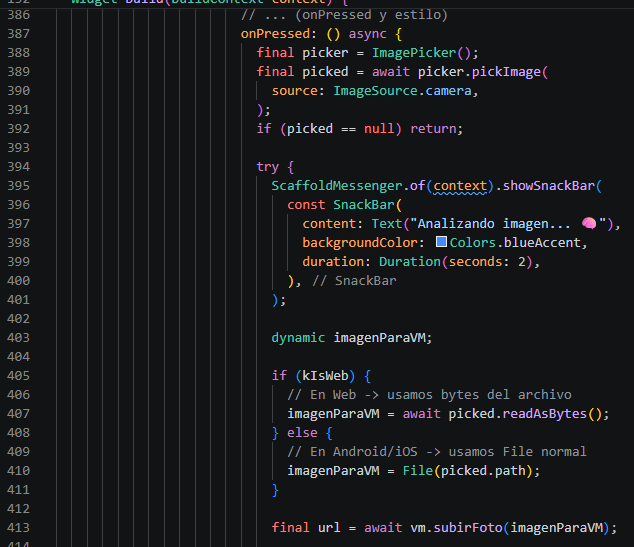 Widget build(BuildContext context) {
386 // ... (onPressed y estilo)
387 onPressed: () async {
388 final picker = ImagePicker();
389 final picked = await picker.pickImage(
390 source: ImageSource.camera,
391 );
392 if (picked == null) return;
393
394 try {
395 ScaffoldMessenger.of(context).showSnackBar(
396 const SnackBar(
397 content: Text("Analizando imagen... 🧠"),
398 backgroundColor: Colors.blueAccent,
399 duration: Duration(seconds: 2),
400 ), // SnackBar
401 );
402
403 dynamic imagenParaVM;
404
405 if (kIsWeb) {
406 // En Web -> usamos bytes del archivo
407 imagenParaVM = await picked.readAsBytes();
408 } else {
409 // En Android/iOS -> usamos File normal
410 imagenParaVM = File(picked.path);
411 }
412
413 final url = await vm.subirFoto(imagenParaVM);
414